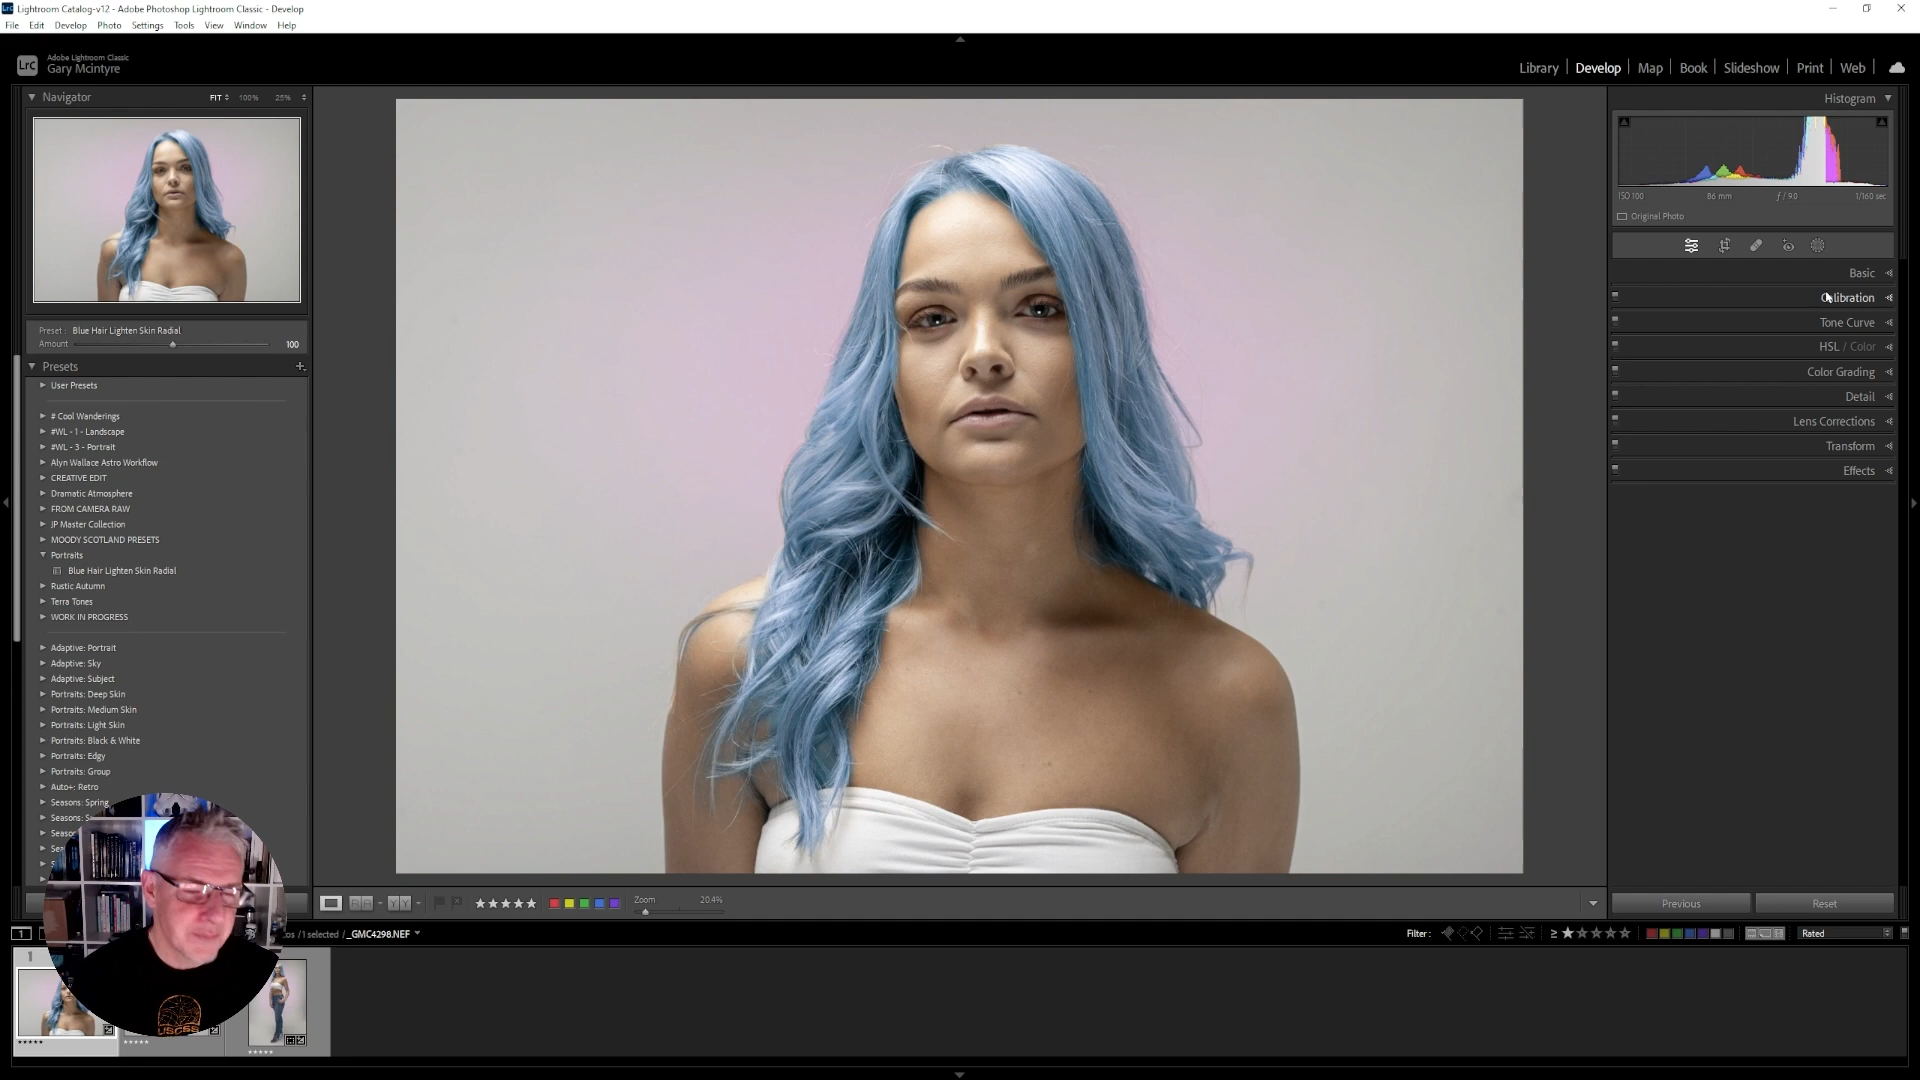 Lightroom Catalog-v12 - Adobe Photoshop Lightroom Classic - Develop
File Edit Develop Photo Settings Tools View Window Help
LrC
Adobe Lightroom Classic
Gary Mcintyre
Library | Develop | Map | Book | Slideshow | Print | Web |
Navigator
FIT 100% 25%
Preset : Blue Hair Lighten Skin Radial
Amount 100
Presets
User Presets
# Cool Wanderings
#WL - 1 - Landscape
#WL - 3 - Portrait
Alyn Wallace Astro Workflow
CREATIVE EDIT
Dramatic Atmosphere
FROM CAMERA RAW
JP Master Collection
MOODY SCOTLAND PRESETS
Portraits
Blue Hair Lighten Skin Radial
Rustic Autumn
Terra Tones
WORK IN PROGRESS
Adaptive: Portrait
Adaptive: Sky
Adaptive: Subject
Portraits: Deep Skin
Portraits: Medium Skin
Portraits: Light Skin
Portraits: Black & White
Portraits: Edgy
Portraits: Group
Auto+: Retro
Seasons: Spring
Seasons: S
Seaso
Sea
Histogram
ISO 100 86 mm ƒ / 9.0 1/160 sec
Original Photo
Basic
Calibration
Tone Curve
HSL / Color
Color Grading
Detail
Lens Corrections
Transform
Effects
Previous Reset
Zoom 20.4%
1 /1 selected /_GMC4298.NEF
Filter : Rated
1